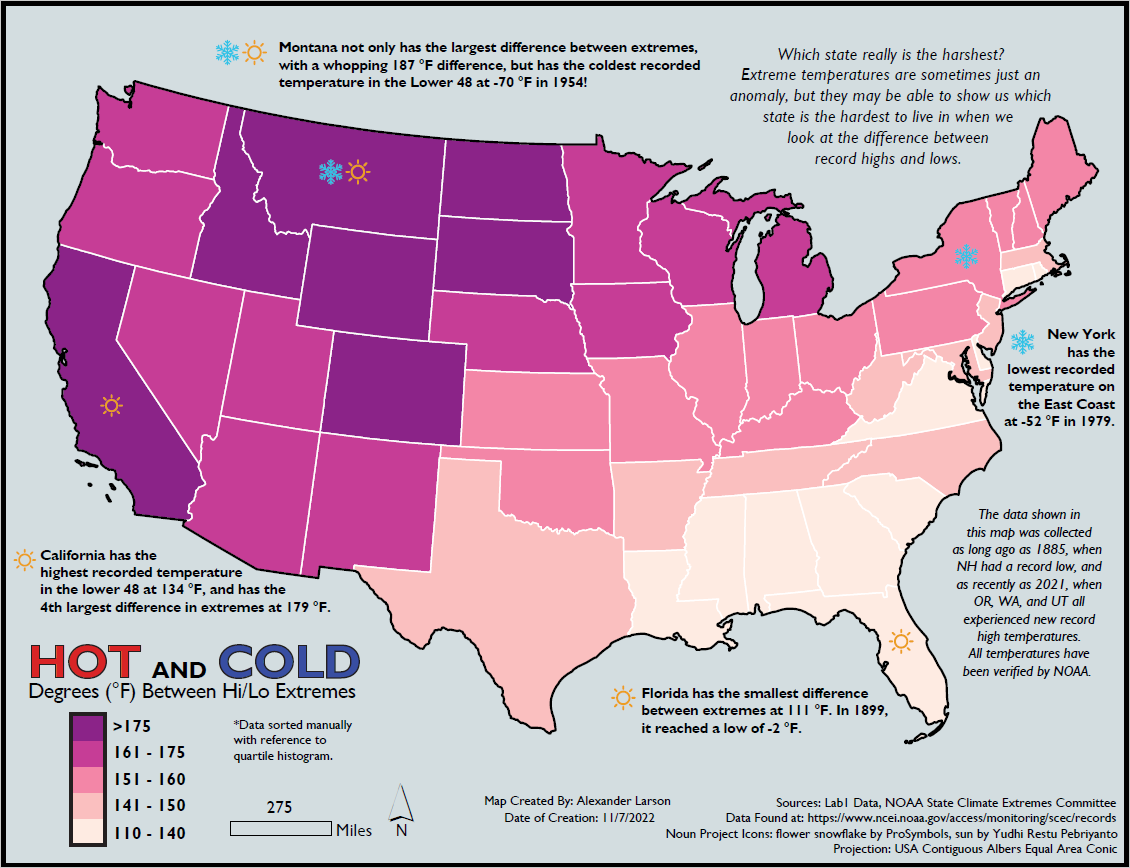 Montana not only has the largest difference between extremes,
with a whopping 187 °F difference, but has the coldest recorded
temperature in the Lower 48 at -70 °F in 1954!
Which state really is the harshest?
Extreme temperatures are sometimes just an
anomaly, but they may be able to show us which
state is the hardest to live in when we
look at the difference between
record highs and lows.
New York
has the
lowest recorded
temperature on
the East Coast
at -52 °F in 1979.
The data shown in
this map was collected
as long ago as 1885, when
NH had a record low, and
as recently as 2021, when
OR, WA, and UT all
experienced new record
high temperatures.
All temperatures have
been verified by NOAA.
California has the
highest recorded temperature
in the lower 48 at 134 °F, and has the
4th largest difference in extremes at 179 °F.
HOT AND COLD
Degrees (°F) Between Hi/Lo Extremes
>175
161 - 175
151 - 160
141 - 150
110 - 140
*Data sorted manually
with reference to
quartile histogram.
275
Miles
N
Florida has the smallest difference
between extremes at 111 °F. In 1899,
it reached a low of -2 °F.
Map Created By: Alexander Larson
Date of Creation: 11/7/2022
Sources: Lab1 Data, NOAA State Climate Extremes Committee
Data Found at: https://www.ncei.noaa.gov/access/monitoring/scec/records
Noun Project Icons: flower snowflake by ProSymbols, sun by Yudhi Restu Pebriyanto
Projection: USA Contiguous Albers Equal Area Conic